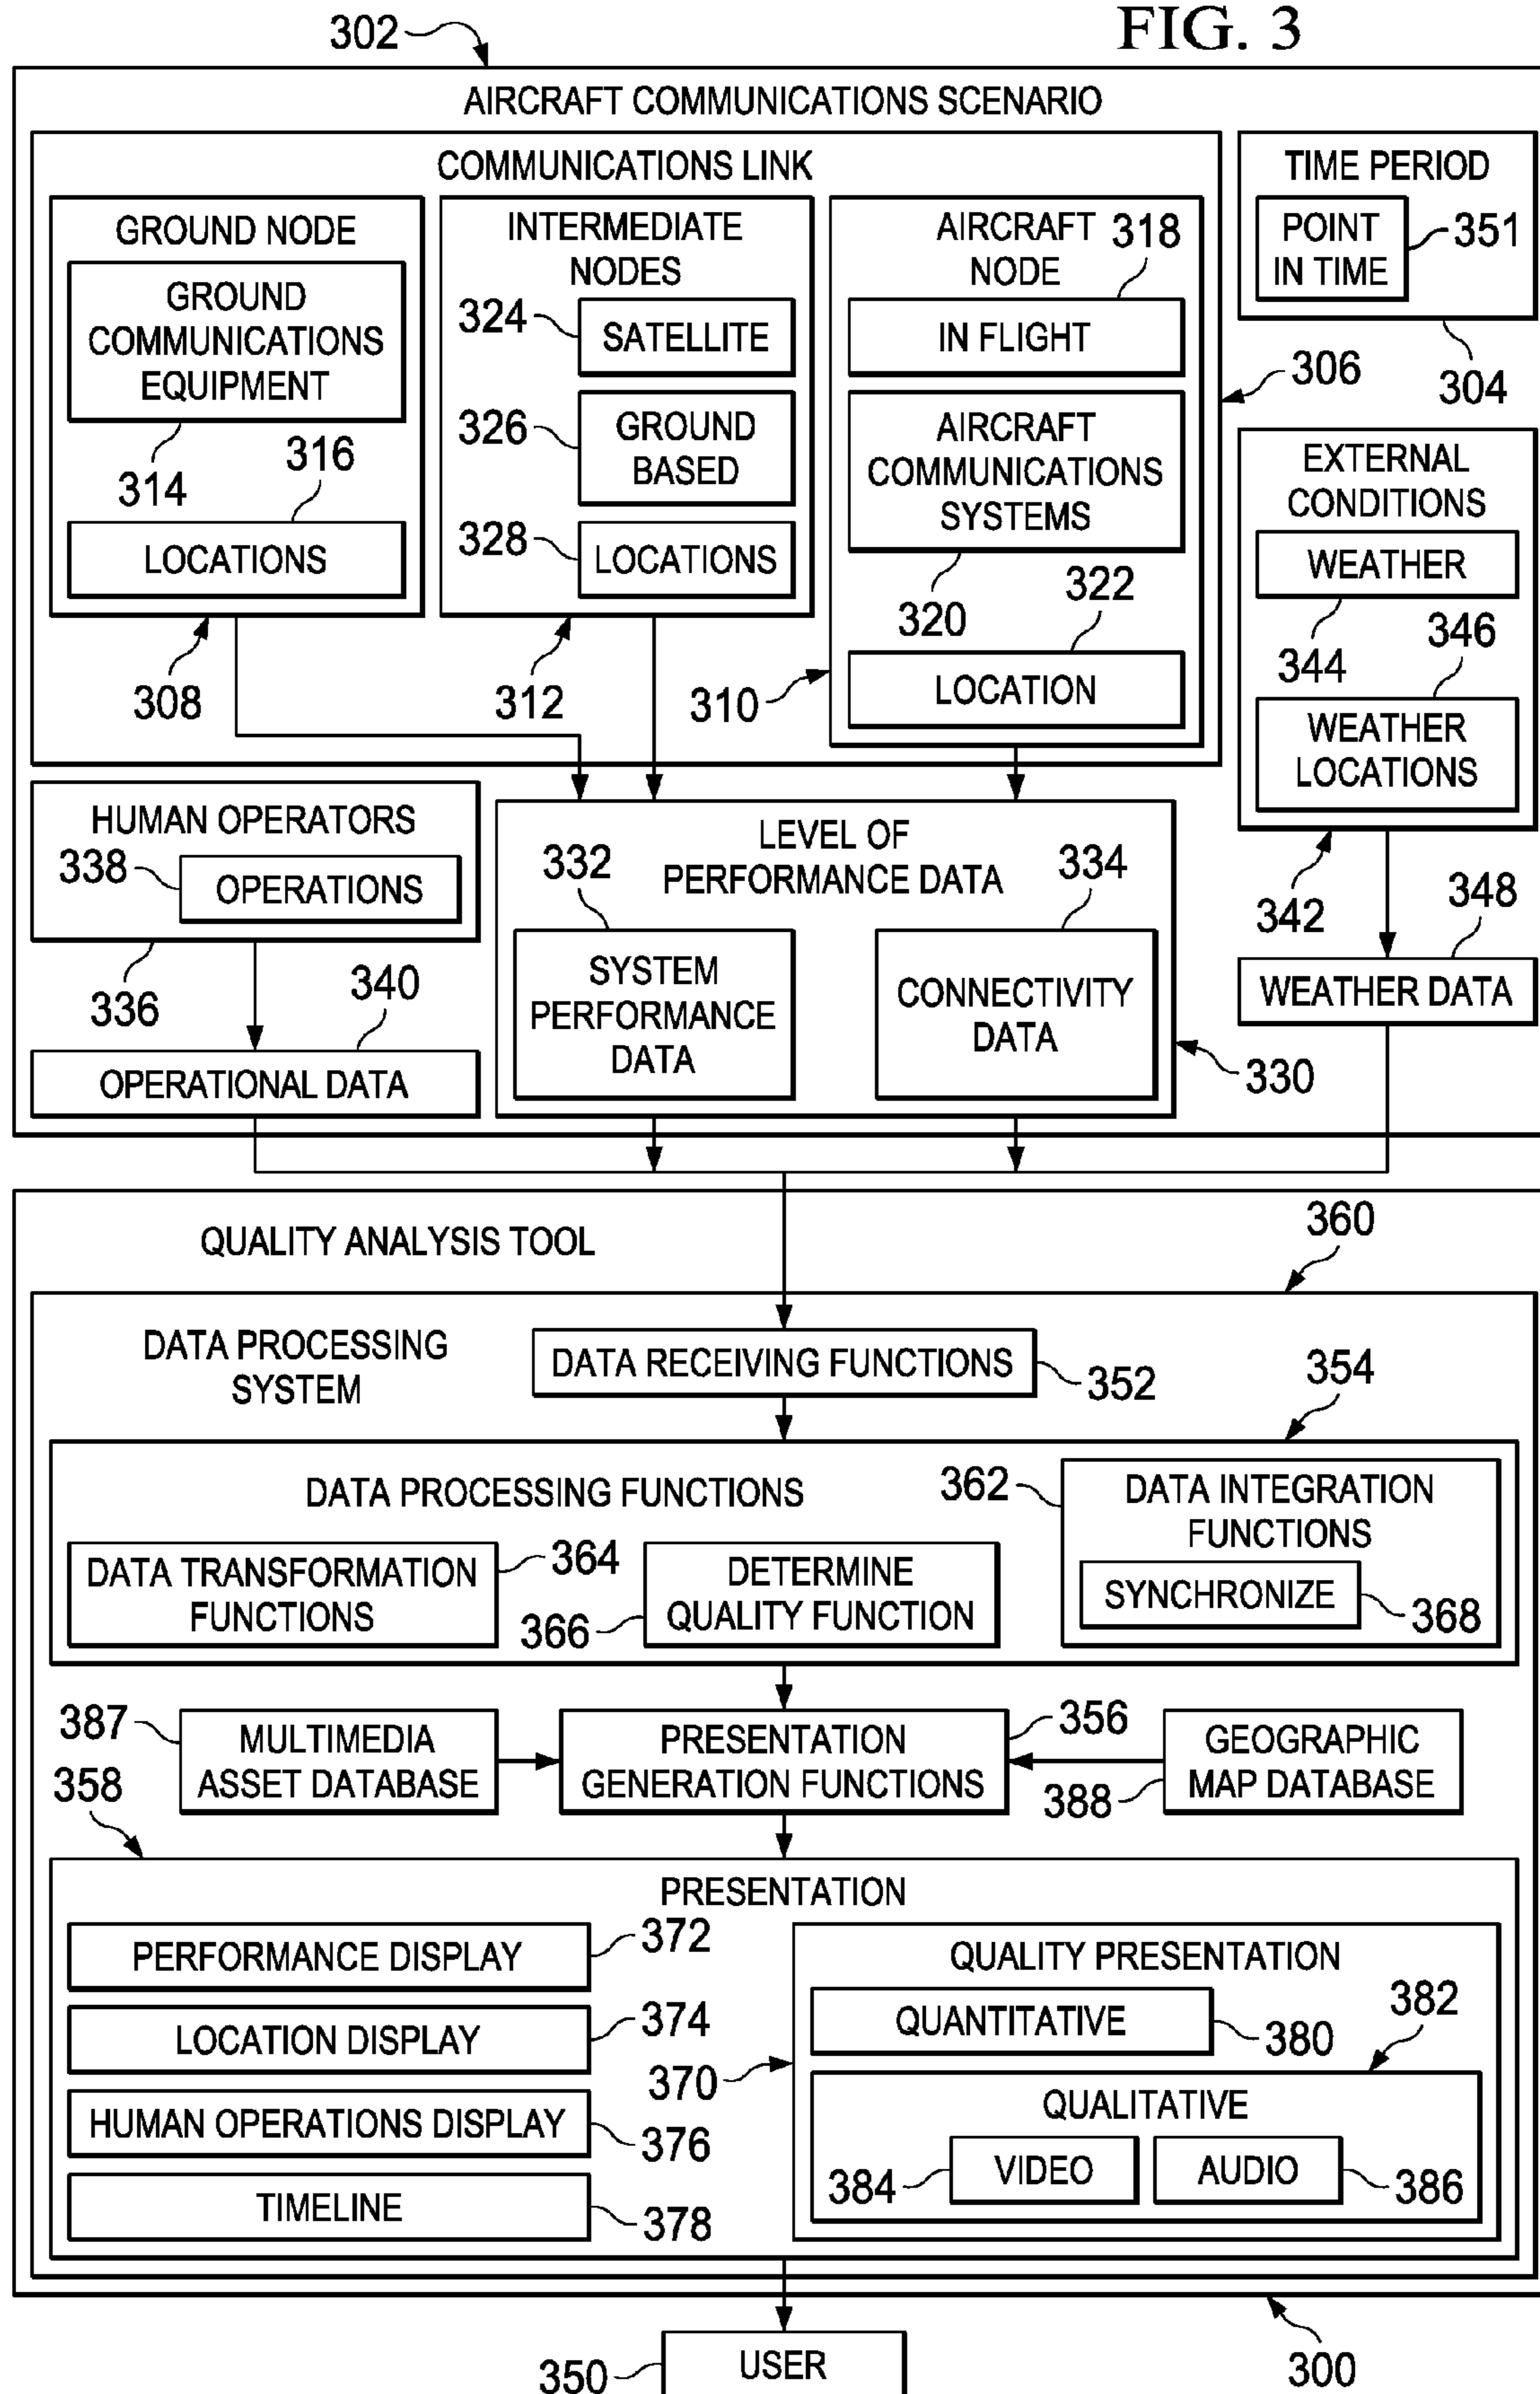 FIG. 3
302
AIRCRAFT COMMUNICATIONS SCENARIO
COMMUNICATIONS LINK
GROUND NODE
GROUND
COMMUNICATIONS
EQUIPMENT
314
316
LOCATIONS
308
INTERMEDIATE
NODES
324
SATELLITE
326
GROUND
BASED
328
LOCATIONS
312
AIRCRAFT
NODE
318
IN FLIGHT
AIRCRAFT
COMMUNICATIONS
SYSTEMS
320
322
310
LOCATION
TIME PERIOD
POINT
IN TIME
351
304
306
EXTERNAL
CONDITIONS
WEATHER
344
346
WEATHER
LOCATIONS
342
348
WEATHER DATA
HUMAN OPERATORS
338
OPERATIONS
336
340
OPERATIONAL DATA
LEVEL OF
PERFORMANCE DATA
332
334
SYSTEM
PERFORMANCE
DATA
CONNECTIVITY
DATA
330
QUALITY ANALYSIS TOOL
360
DATA PROCESSING
SYSTEM
DATA RECEIVING FUNCTIONS
352
354
DATA PROCESSING FUNCTIONS
362
DATA INTEGRATION
FUNCTIONS
SYNCHRONIZE
368
DATA TRANSFORMATION
FUNCTIONS
364
366
DETERMINE
QUALITY FUNCTION
387
MULTIMEDIA
ASSET DATABASE
PRESENTATION
GENERATION FUNCTIONS
356
388
GEOGRAPHIC
MAP DATABASE
358
PRESENTATION
PERFORMANCE DISPLAY
372
LOCATION DISPLAY
374
HUMAN OPERATIONS DISPLAY
376
TIMELINE
378
370
QUALITY PRESENTATION
QUANTITATIVE
380
382
QUALITATIVE
384
VIDEO
AUDIO
386
300
350
USER